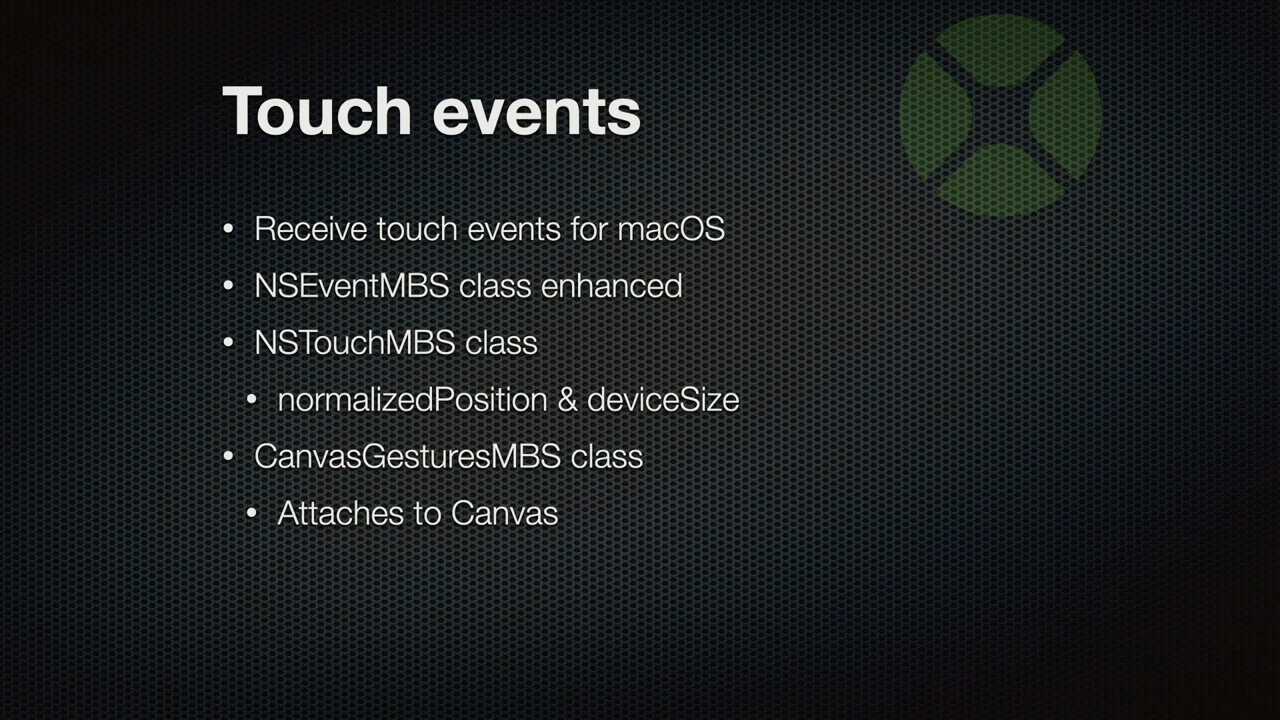 Touch events
• Receive touch events for macOS
• NSEventMBS class enhanced
• NSTouchMBS class
• normalizedPosition & deviceSize
• CanvasGesturesMBS class
• Attaches to Canvas